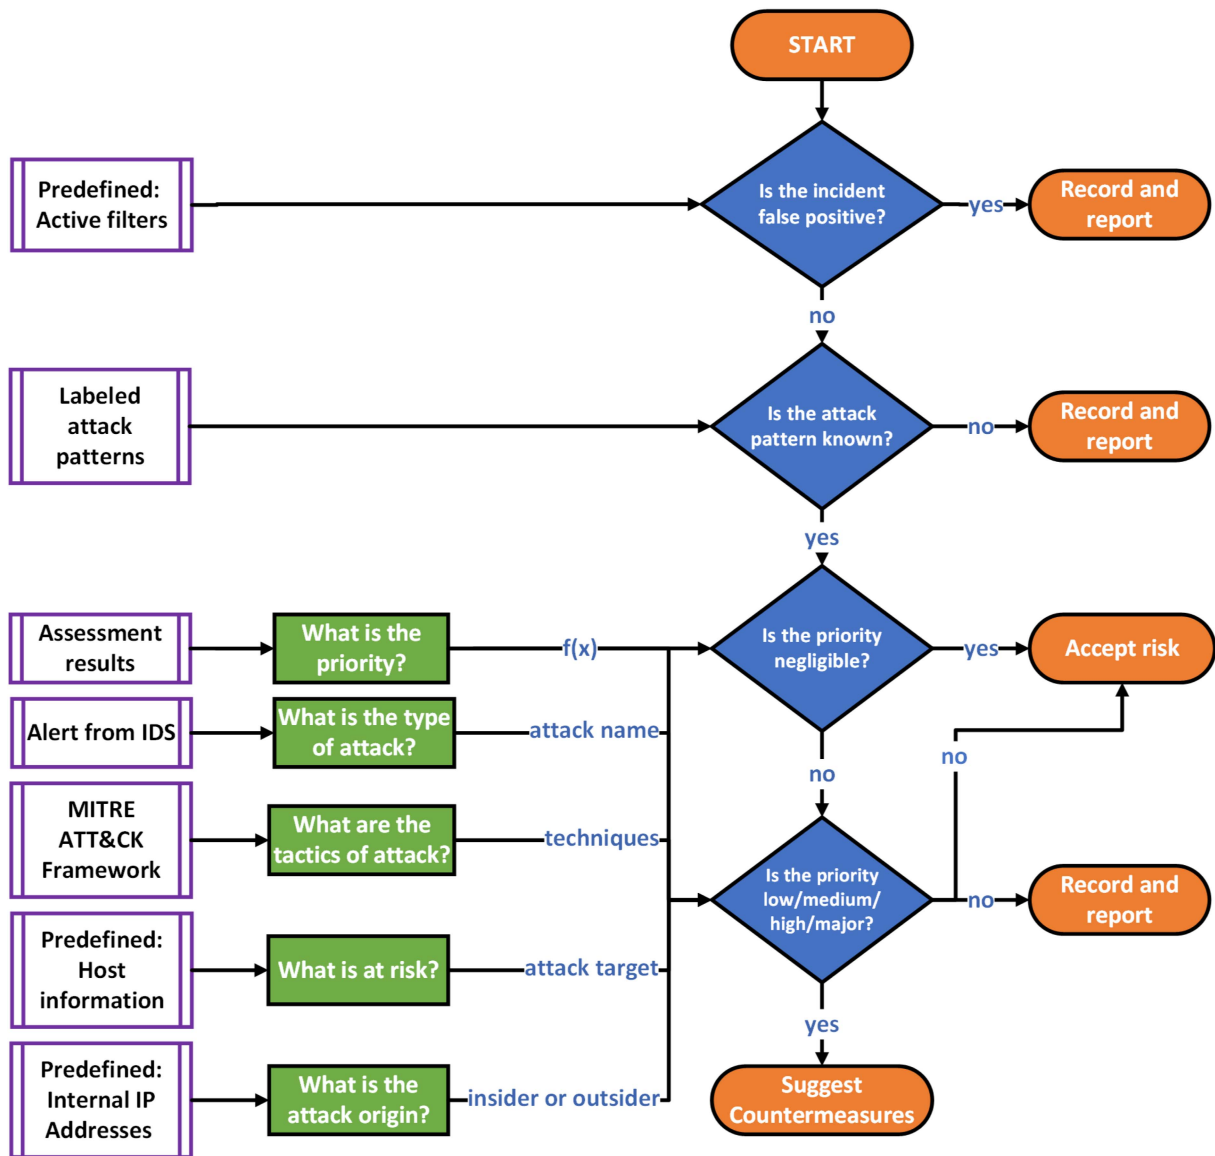 START
Predefined:
Active filters
Is the incident
false positive?
yes
Record and
report
no
Labeled
attack
patterns
Is the attack
pattern known?
no
Record and
report
yes
Assessment
results
What is the
priority?
f(x)
Is the priority
negligible?
yes
Accept risk
Alert from IDS
What is the type
of attack?
attack name
no
no
MITRE
ATT&CK
Framework
What are the
tactics of attack?
techniques
Is the priority
low/medium/
high/major?
no
Record and
report
Predefined:
Host
information
What is at risk?
attack target
yes
Predefined:
Internal IP
Addresses
What is the
attack origin?
insider or outsider
Suggest
Countermeasures